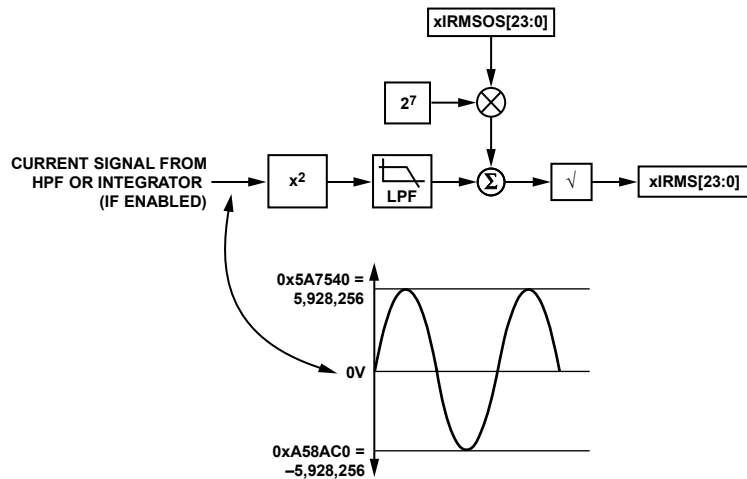 xIRMSOS[23:0]
2⁷
CURRENT SIGNAL FROM
HPF OR INTEGRATOR
(IF ENABLED)
x²
LPF
Σ
√
xIRMS[23:0]
0x5A7540 =
5,928,256
0V
0xA58AC0 =
–5,928,256